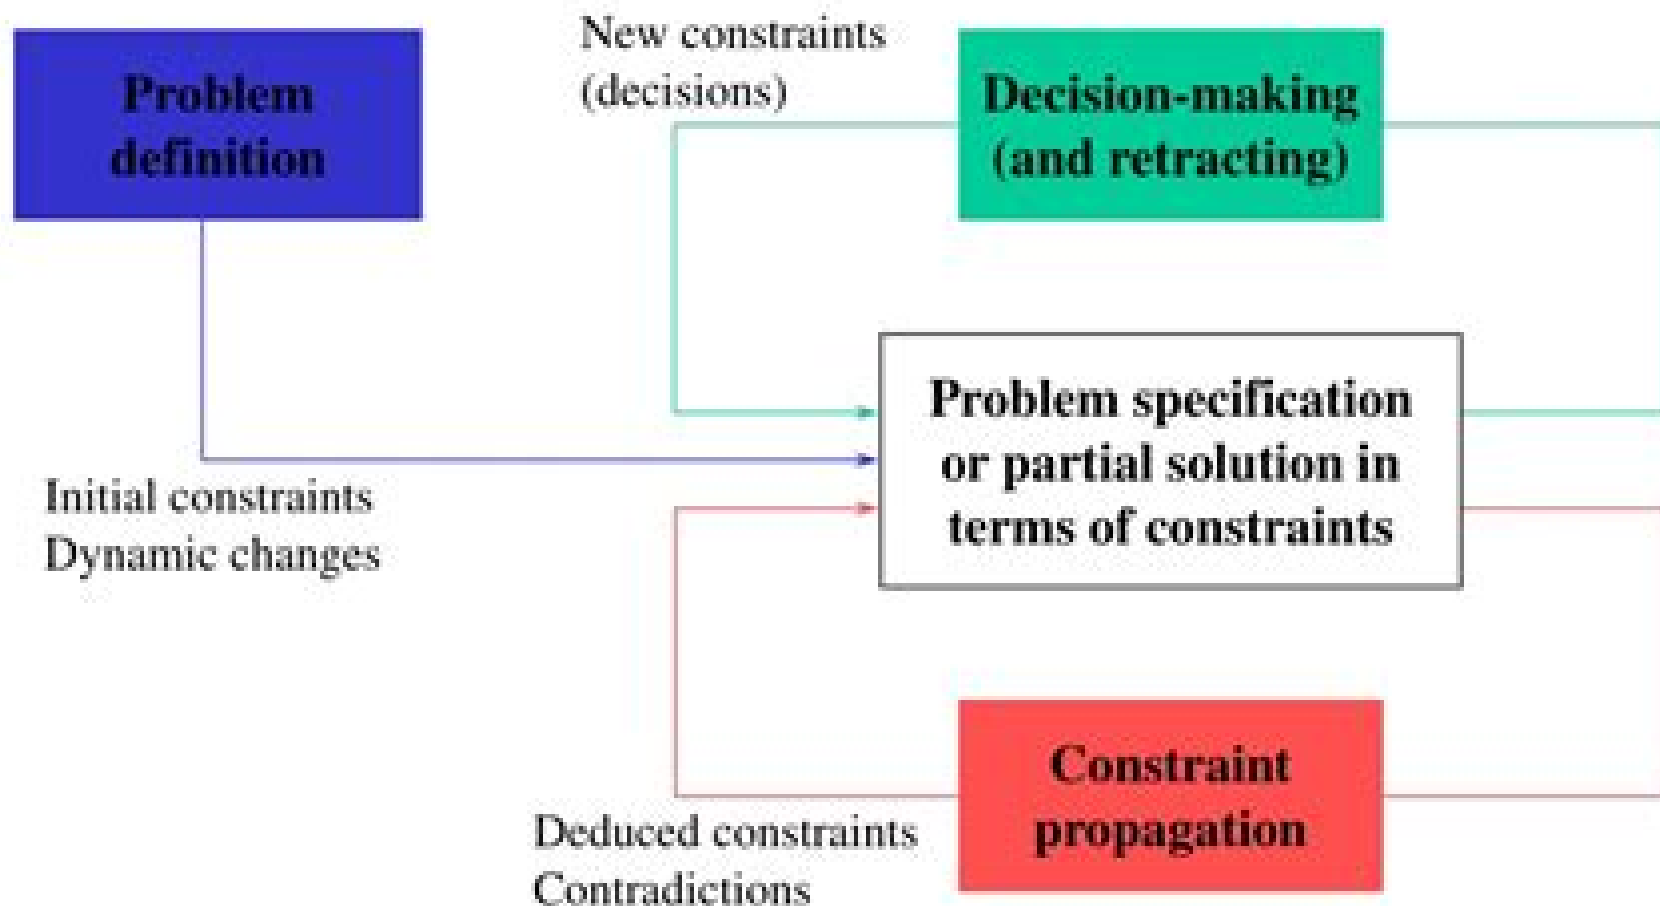 Problem
definition
New constraints
(decisions)
Decision-making
(and retracting)
Problem specification
or partial solution in
terms of constraints
Initial constraints
Dynamic changes
Constraint
propagation
Deduced constraints
Contradictions